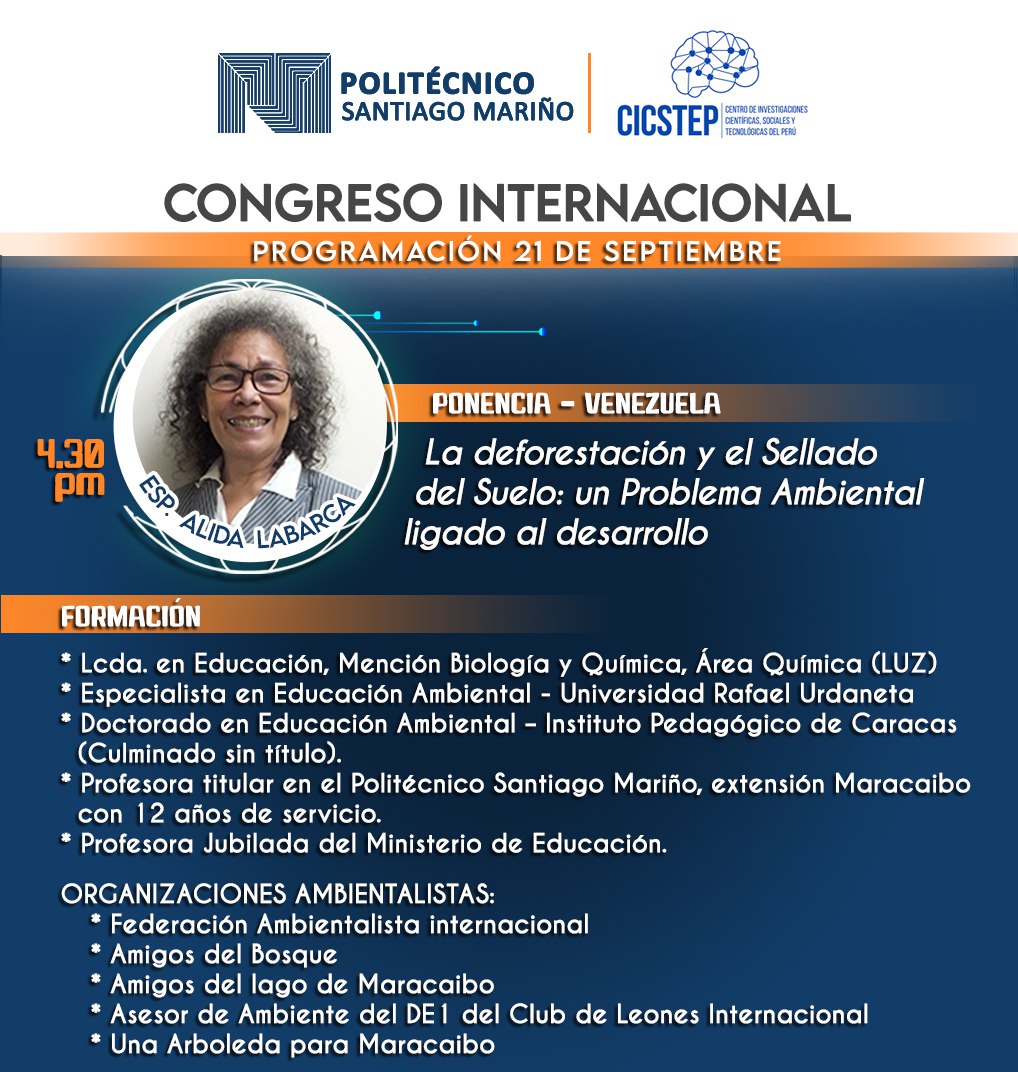 POLITÉCNICO
SANTIAGO MARIÑO
CICSTEP
CENTRO DE INVESTIGACIONES
CIENTÍFICAS, SOCIALES Y
TECNOLÓGICAS DEL PERÚ
CONGRESO INTERNACIONAL
PROGRAMACIÓN 21 DE SEPTIEMBRE
4.30
pm
ESP. ALIDA LABARCA
PONENCIA - VENEZUELA
La deforestación y el Sellado
del Suelo: un Problema Ambiental
ligado al desarrollo
FORMACIÓN
* Lcda. en Educación, Mención Biología y Química, Área Química (LUZ)
* Especialista en Educación Ambiental - Universidad Rafael Urdaneta
* Doctorado en Educación Ambiental – Instituto Pedagógico de Caracas
(Culminado sin título).
* Profesora titular en el Politécnico Santiago Mariño, extensión Maracaibo
con 12 años de servicio.
* Profesora Jubilada del Ministerio de Educación.
ORGANIZACIONES AMBIENTALISTAS:
* Federación Ambientalista internacional
* Amigos del Bosque
* Amigos del lago de Maracaibo
* Asesor de Ambiente del DE1 del Club de Leones Internacional
* Una Arboleda para Maracaibo